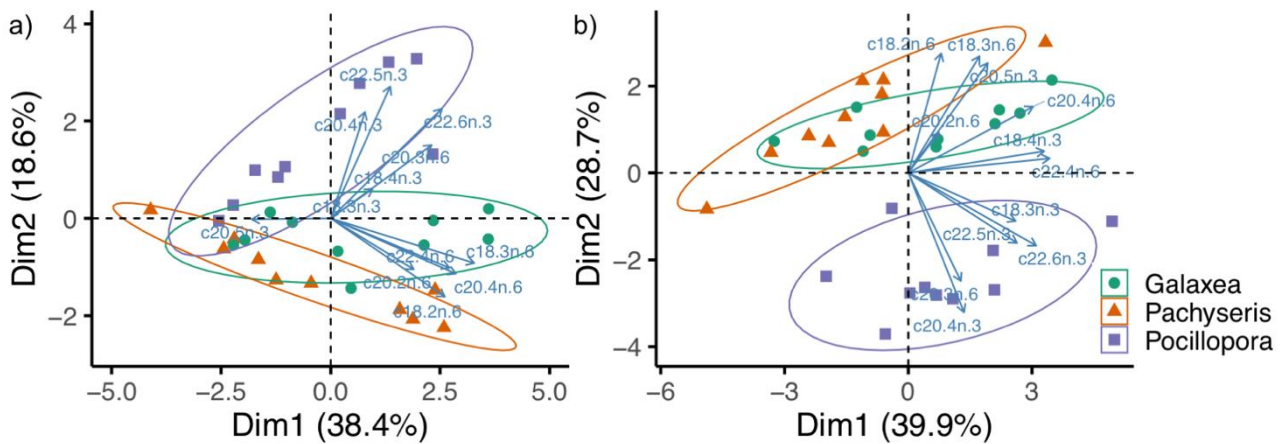 a)
4
2
0
−2
Dim2 (18.6%)
c22.5n.3
c20.4n.3
c22.6n.3
c20.3n.6
c18.4n.3
c18.3n.3
c20.5n.3
c22.4n.6
c18.3n.6
c20.2n.6
c20.4n.6
c18.2n.6
−5.0
−2.5
0.0
2.5
5.0
Dim1 (38.4%)
b)
2
0
−2
−4
Dim2 (28.7%)
c18.2n.6
c18.3n.6
c20.5n.3
c20.4n.6
c20.2n.6
c18.4n.3
c22.4n.6
c18.3n.3
c22.5n.3
c22.6n.3
c20.3n.6
c20.4n.3
−6
−3
0
3
Dim1 (39.9%)
Galaxea
Pachyseris
Pocillopora